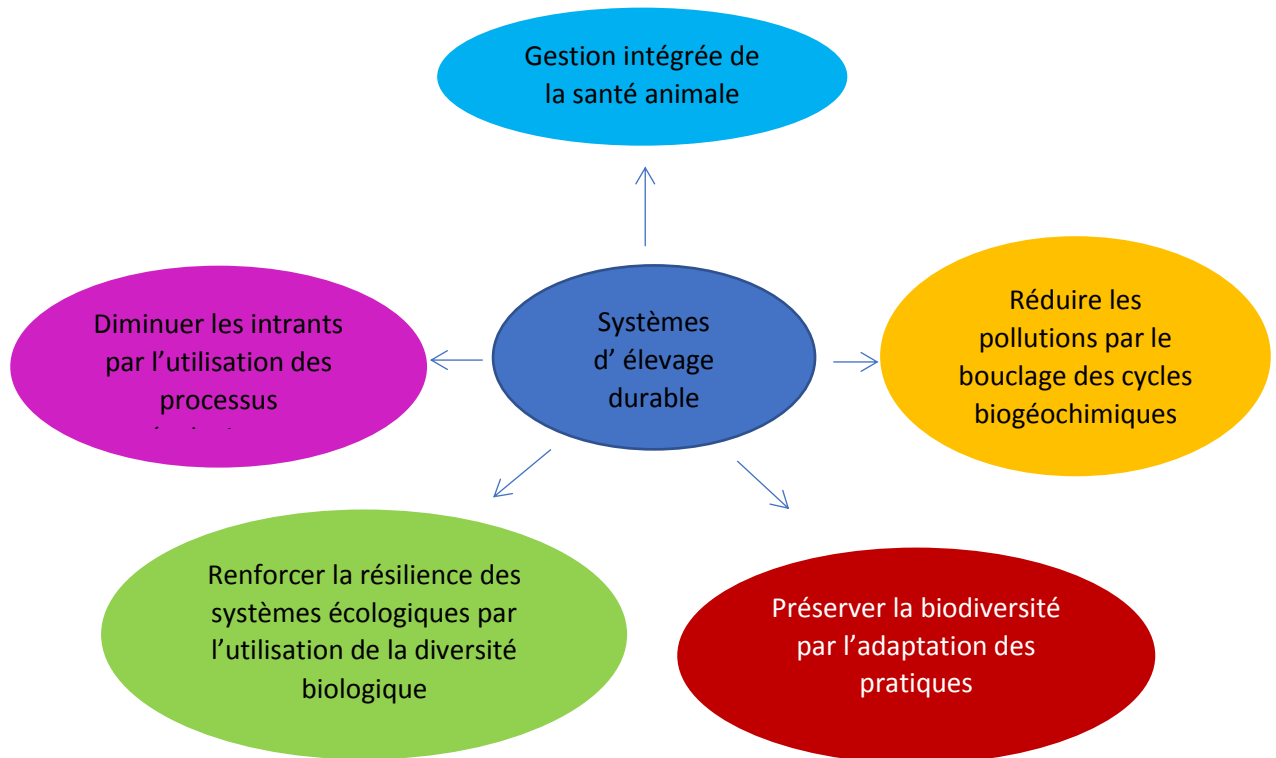 Gestion intégrée de
la santé animale
Diminuer les intrants
par l’utilisation des
processus
Systèmes
d’ élevage
durable
Réduire les
pollutions par le
bouclage des cycles
biogéochimiques
Renforcer la résilience des
systèmes écologiques par
l’utilisation de la diversité
biologique
Préserver la biodiversité
par l’adaptation des
pratiques